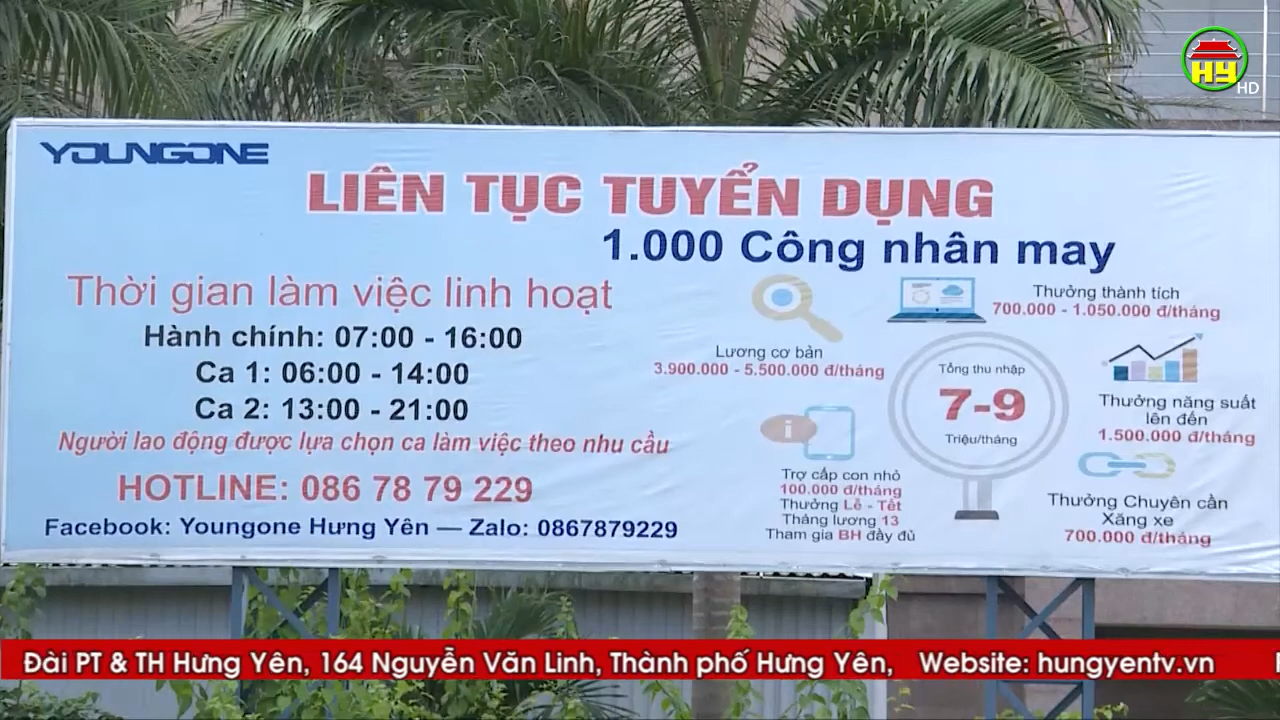 HY
HD
YOUNGONE
LIÊN TỤC TUYỂN DỤNG
1.000 Công nhân may
Thời gian làm việc linh hoạt
Hành chính: 07:00 - 16:00
Ca 1: 06:00 - 14:00
Ca 2: 13:00 - 21:00
Người lao động được lựa chọn ca làm việc theo nhu cầu
HOTLINE: 086 78 79 229
Facebook: Youngone Hưng Yên — Zalo: 0867879229
Thưởng thành tích
700.000 - 1.050.000 đ/tháng
Lương cơ bản
3.900.000 - 5.500.000 đ/tháng
Tổng thu nhập
7-9
Triệu/tháng
Thưởng năng suất
lên đến
1.500.000 đ/tháng
i
Trợ cấp con nhỏ
100.000 đ/tháng
Thưởng Lễ - Tết
Tháng lương 13
Tham gia BH đầy đủ
Thưởng Chuyên cần
Xăng xe
700.000 đ/tháng
Đài PT & TH Hưng Yên, 164 Nguyễn Văn Linh, Thành phố Hưng Yên, Website: hungyentv.vn